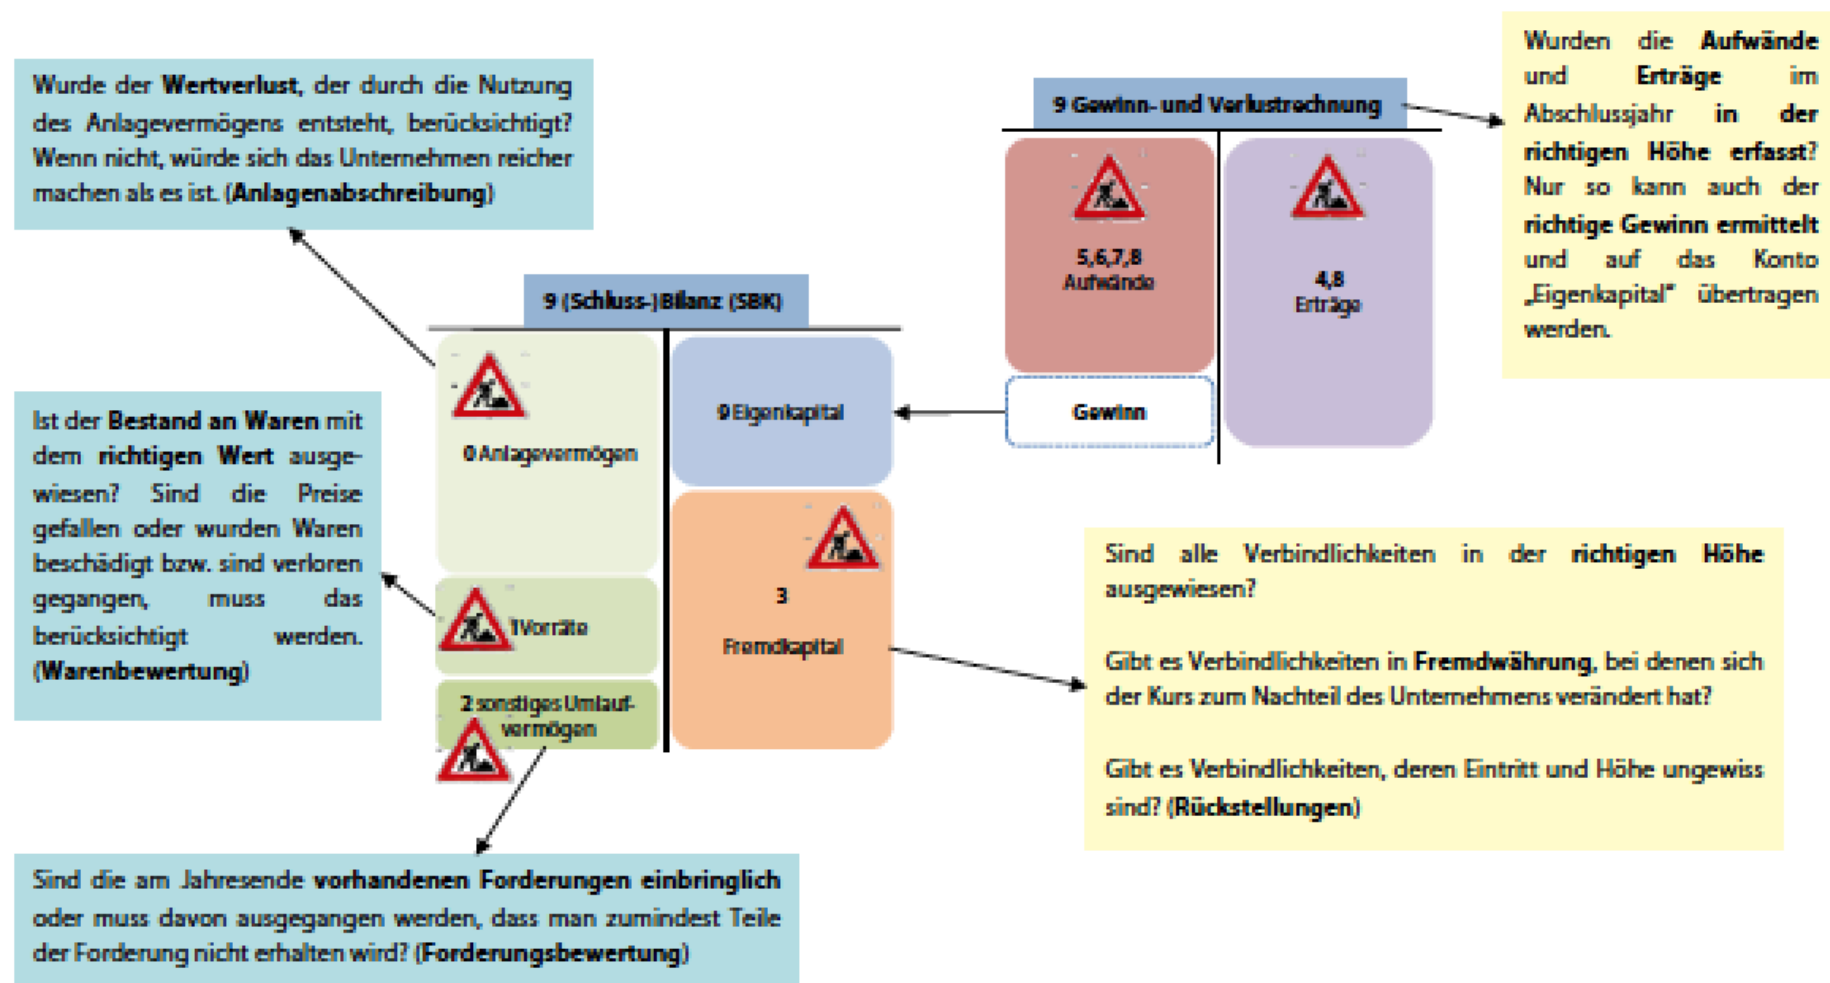 Wurde der Wertverlust, der durch die Nutzung
des Anlagevermögens entsteht, berücksichtigt?
Wenn nicht, würde sich das Unternehmen reicher
machen als es ist. (Anlagenabschreibung)
9 Gewinn- und Verlustrechnung
Wurden die Aufwände
und Erträge im
Abschlussjahr in der
richtigen Höhe erfasst?
Nur so kann auch der
richtige Gewinn ermittelt
und auf das Konto
„Eigenkapital“ übertragen
werden.
5,6,7,8
Aufwände
4,8
Erträge
Gewinn
9 (Schluss-)Bilanz (SBK)
0 Anlagevermögen
9 Eigenkapital
Ist der Bestand an Waren mit
dem richtigen Wert ausge-
wiesen? Sind die Preise
gefallen oder wurden Waren
beschädigt bzw. sind verloren
gegangen, muss das
berücksichtigt werden.
(Warenbewertung)
1Vorräte
3
Fremdkapital
2 sonstiges Umlauf-
vermögen
Sind alle Verbindlichkeiten in der richtigen Höhe
ausgewiesen?
Gibt es Verbindlichkeiten in Fremdwährung, bei denen sich
der Kurs zum Nachteil des Unternehmens verändert hat?
Gibt es Verbindlichkeiten, deren Eintritt und Höhe ungewiss
sind? (Rückstellungen)
Sind die am Jahresende vorhandenen Forderungen einbringlich
oder muss davon ausgegangen werden, dass man zumindest Teile
der Forderung nicht erhalten wird? (Forderungsbewertung)